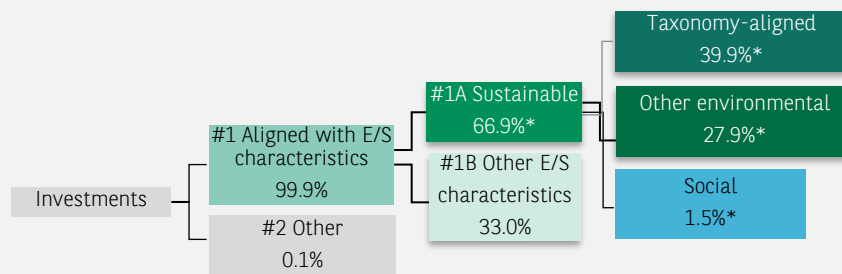 Investments
#1 Aligned with E/S
characteristics
99.9%
#2 Other
0.1%
#1A Sustainable
66.9%*
#1B Other E/S
characteristics
33.0%
Taxonomy-aligned
39.9%*
Other environmental
27.9%*
Social
1.5%*